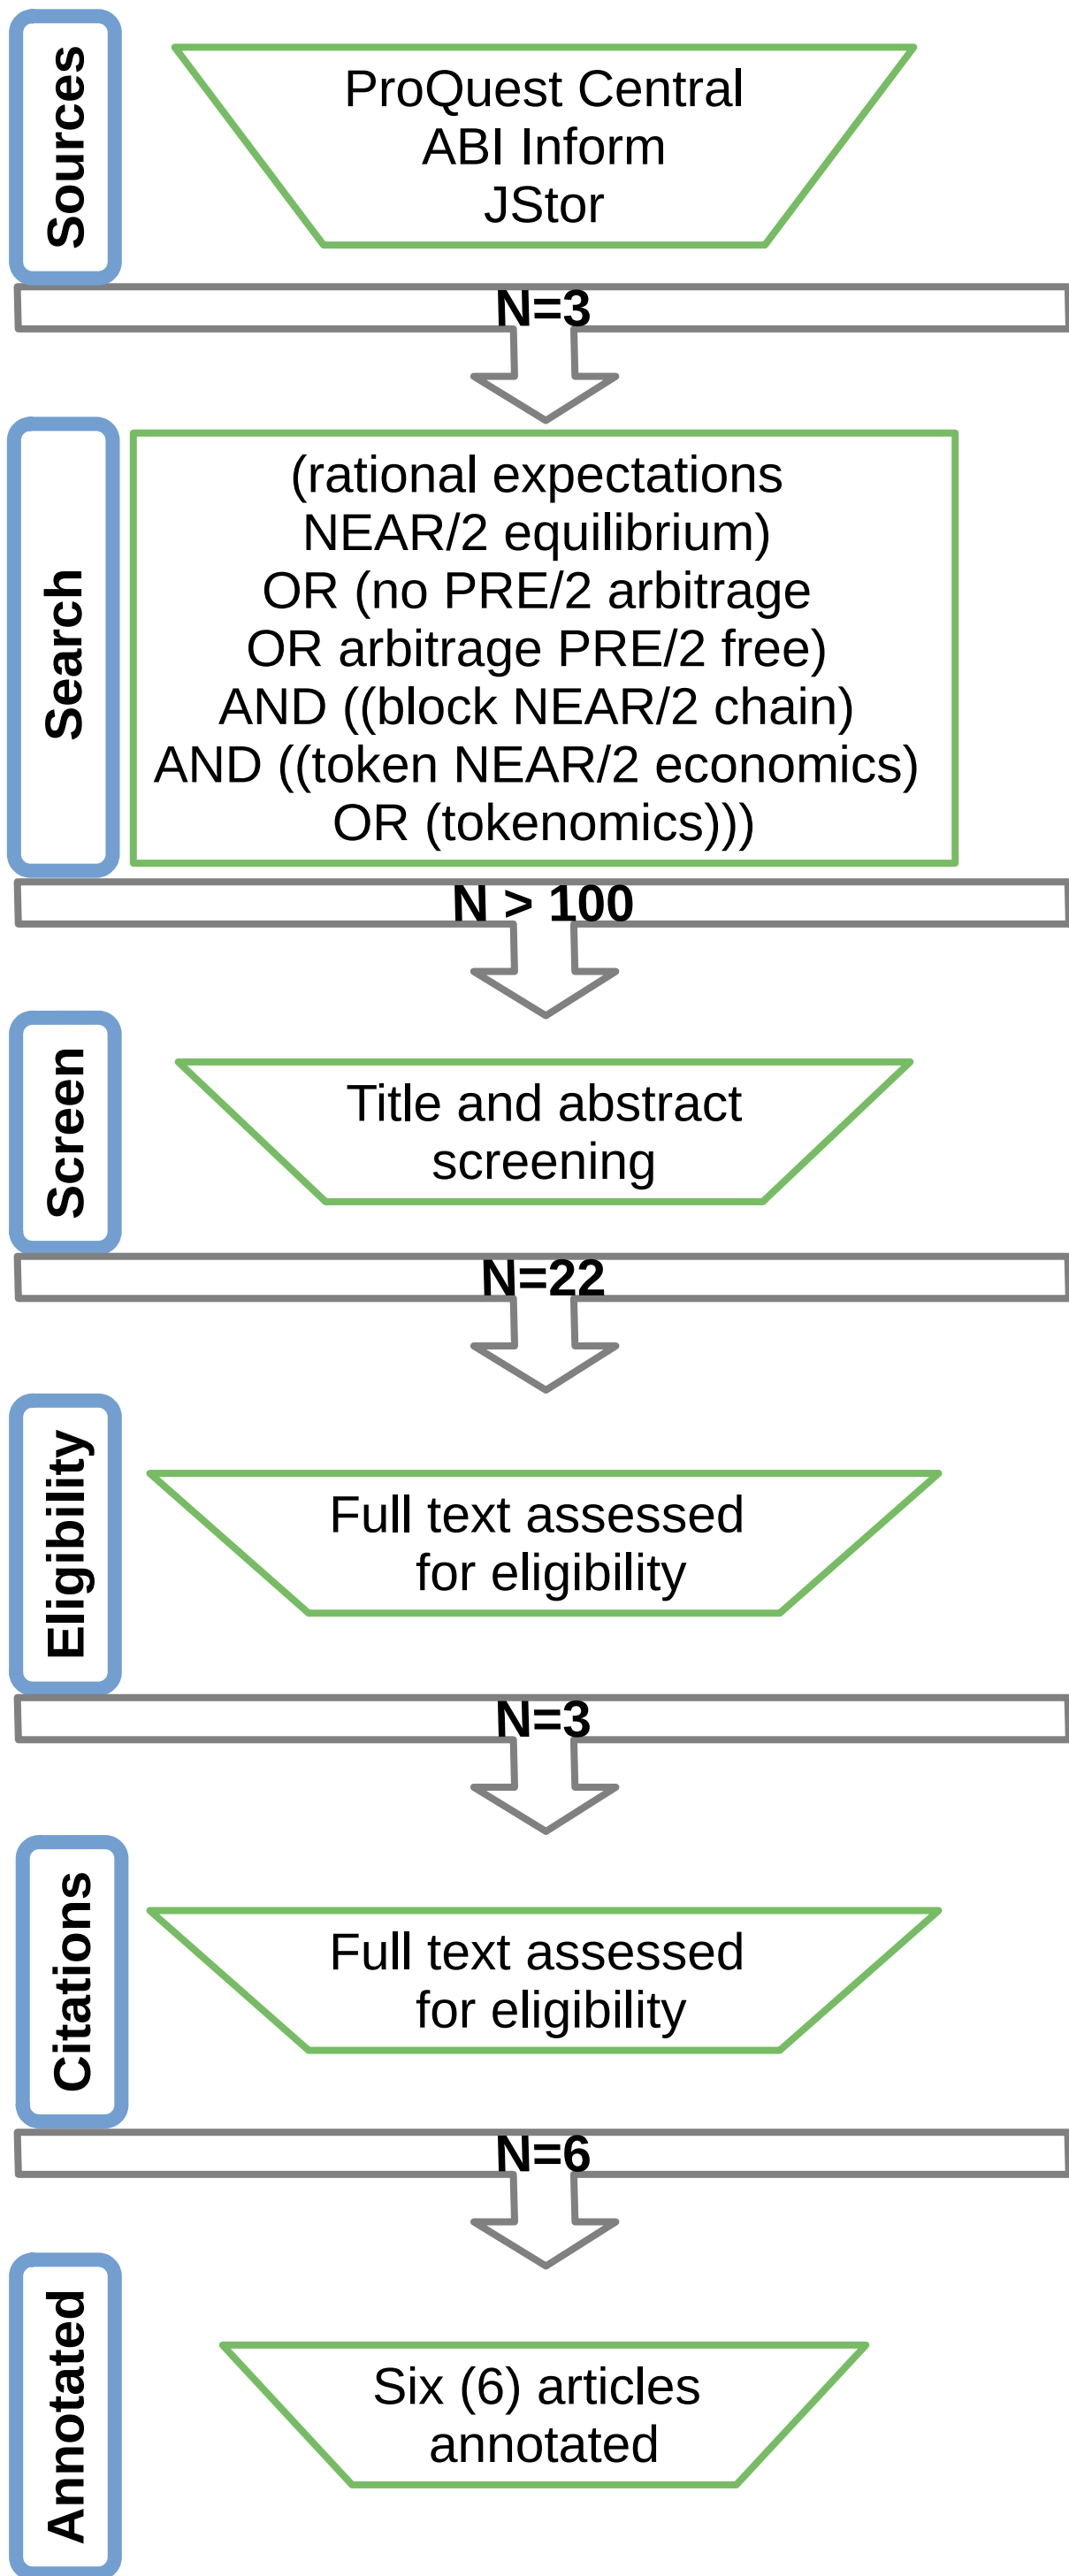 Sources
ProQuest Central
ABI Inform
JStor
N=3
Search
(rational expectations
NEAR/2 equilibrium)
OR (no PRE/2 arbitrage
OR arbitrage PRE/2 free)
AND ((block NEAR/2 chain)
AND ((token NEAR/2 economics)
OR (tokenomics)))
N > 100
Screen
Title and abstract
screening
N=22
Eligibility
Full text assessed
for eligibility
N=3
Citations
Full text assessed
for eligibility
N=6
Annotated
Six (6) articles
annotated